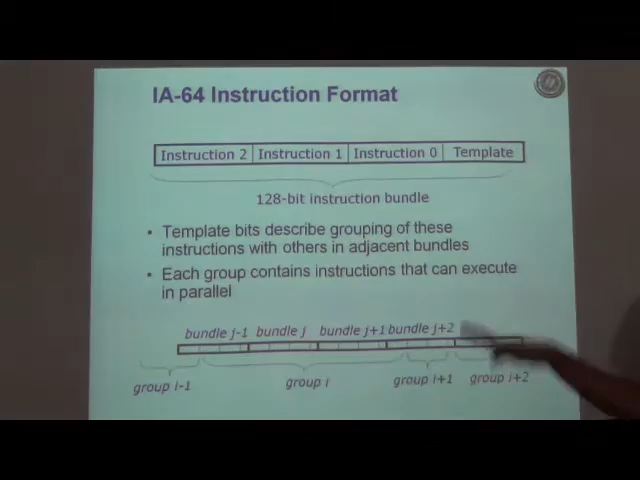 IA-64 Instruction Format
Instruction 2 Instruction 1 Instruction 0 Template
128-bit instruction bundle
• Template bits describe grouping of these
instructions with others in adjacent bundles
• Each group contains instructions that can execute
in parallel
bundle j-1 bundle j bundle j+1 bundle j+2
group i-1 group i group i+1 group i+2